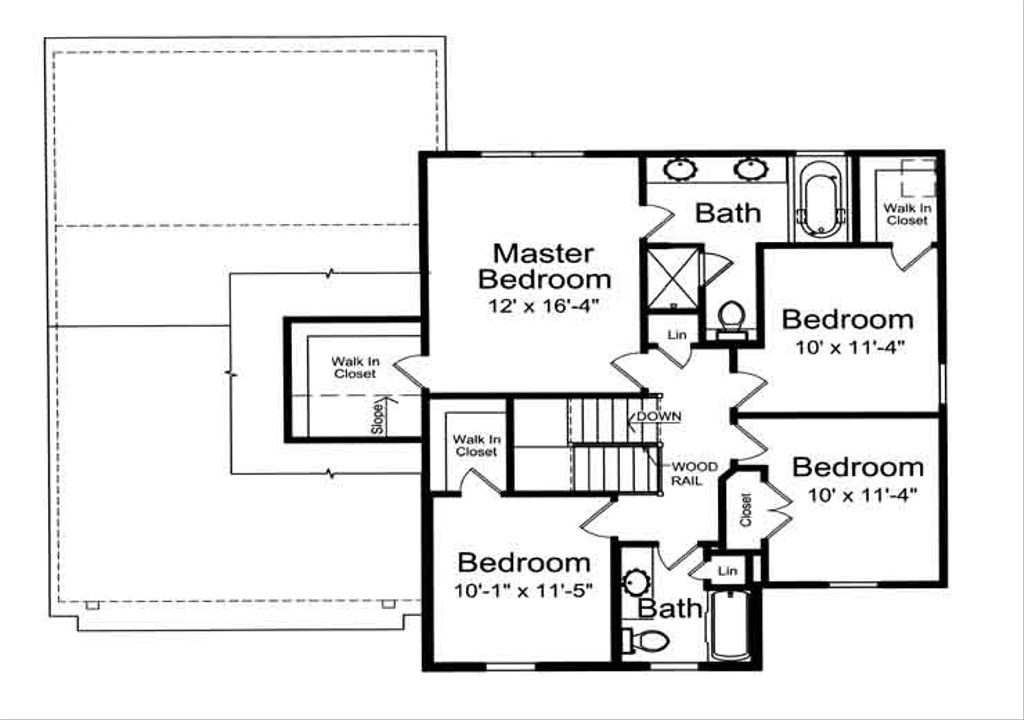 Bath
Walk In
Closet
Master
Bedroom
12' x 16'-4"
Bedroom
10' x 11'-4"
Lin
Walk In
Closet
Slope
DOWN
Walk In
Closet
WOOD
RAIL
Bedroom
10' x 11'-4"
Closet
Bedroom
10'-1" x 11'-5"
Lin
Bath